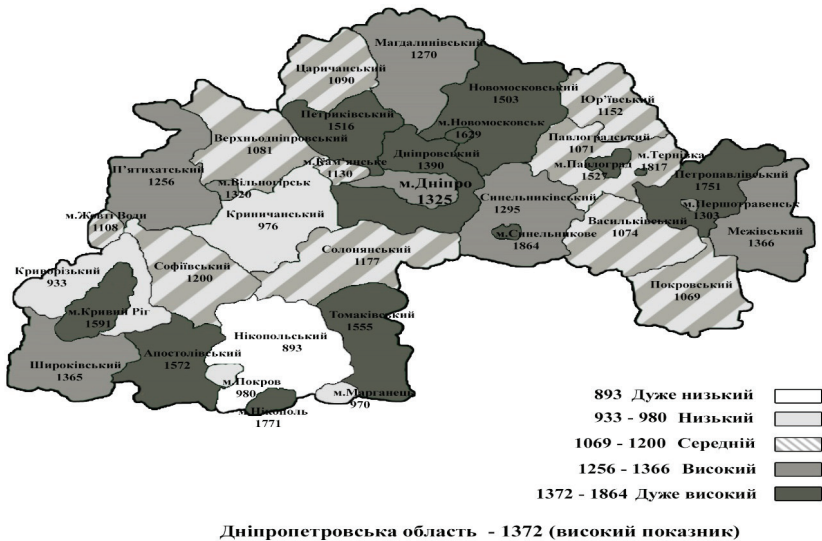 Магдалинівський
1270
Царичанський
1090
Новомосковський
1503
Юр'ївський
1152
Петриківський
1516
м.Новомосковськ
1629
Верхньодніпровський
1081
Павлоградський
1071
Дніпровський
1390
м.Кам'янське
1130
м.Павлоград
1527
м.Тернівка
1817
П'ятихатський
1256
Петропавлівський
1751
м.Вільногірськ
1320
м.Дніпро
1325
Синельниківський
1295
м.Першотравенськ
1303
м.Жовті Води
1108
Криничанський
976
Васильківський
1074
м.Синельникове
1864
Межівський
1366
Солонянський
1177
Софіївський
1200
Криворізький
933
Покровський
1069
м.Кривий Ріг
1591
Томаківський
1555
Нікопольський
893
Апостолівський
1572
Широківський
1365
м.Покров
980
м.Марганець
970
м.Нікополь
1771
893 Дуже низький
933 - 980 Низький
1069 - 1200 Середній
1256 - 1366 Високий
1372 - 1864 Дуже високий
Дніпропетровська область - 1372 (високий показник)